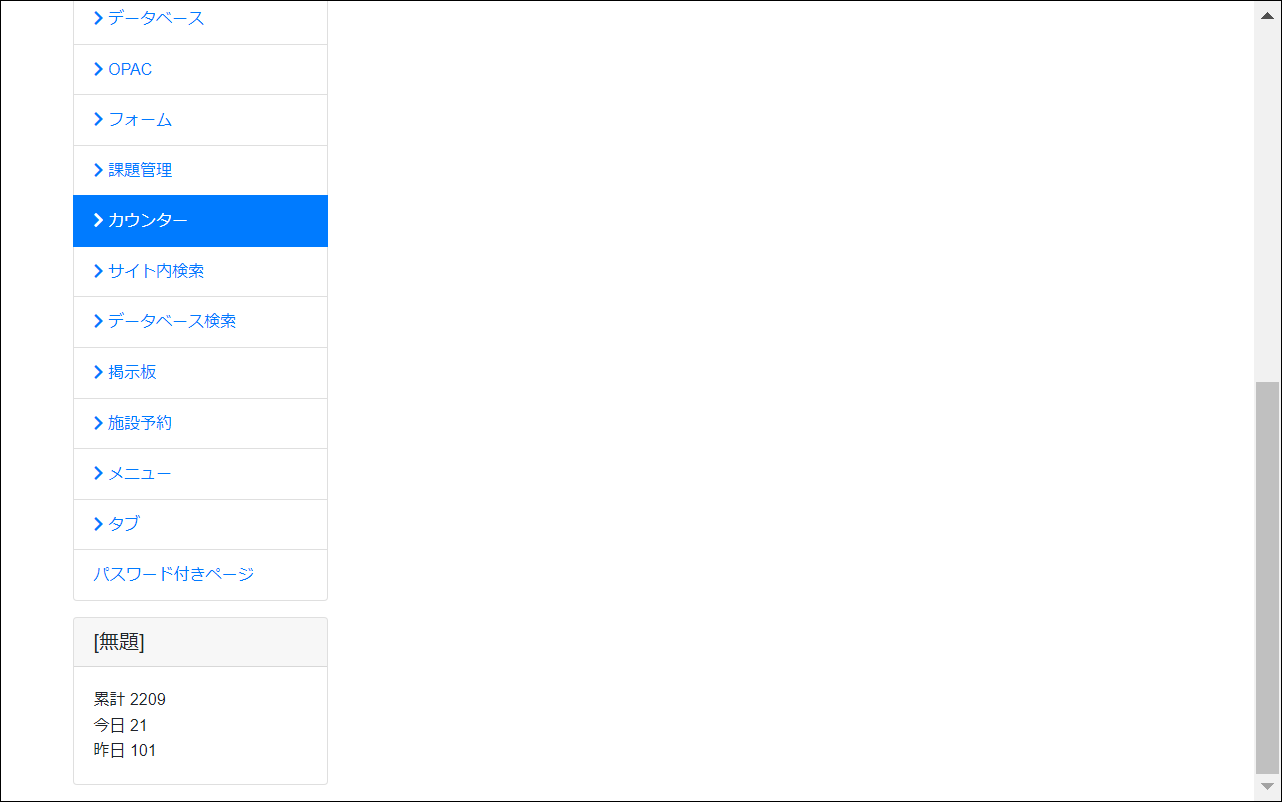 データベース
OPAC
フォーム
課題管理
カウンター
サイト内検索
データベース検索
掲示板
施設予約
メニュー
タブ
パスワード付きページ
[無題]
累計 2209
今日 21
昨日 101